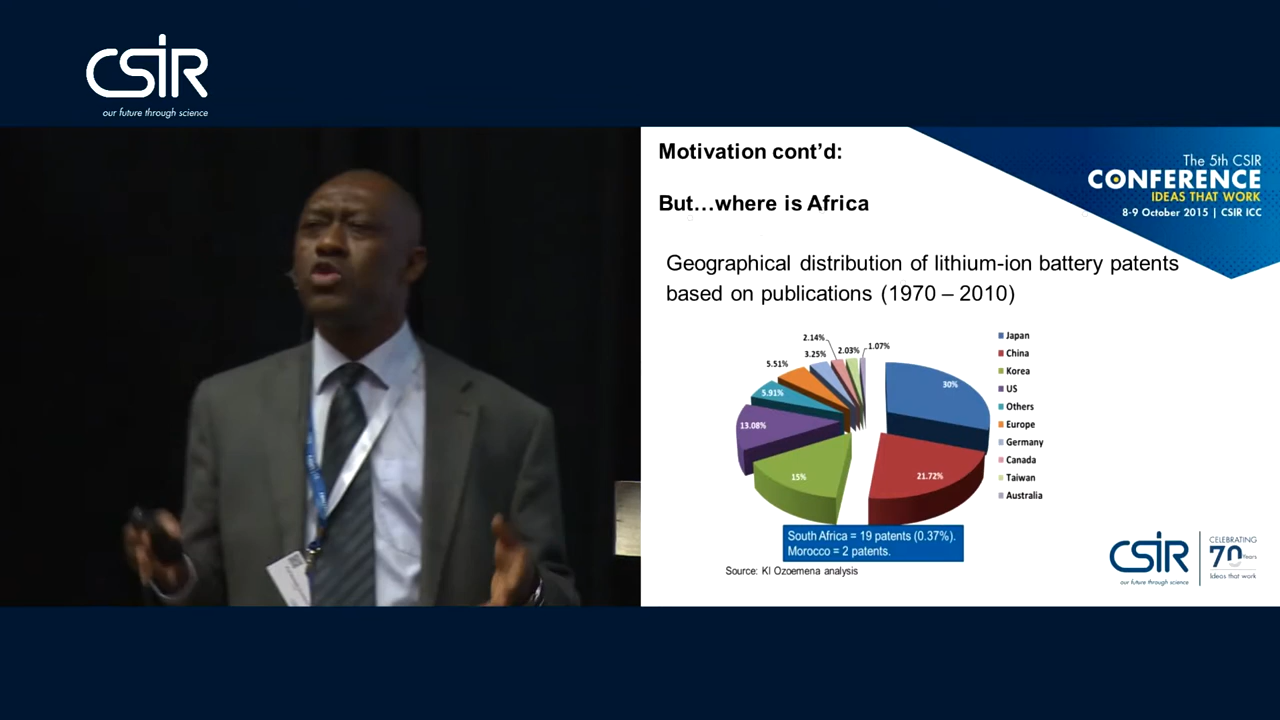 CSIR
our future through science
Motivation cont’d:
But…where is Africa
The 5th CSIR
CONFERENCE
IDEAS THAT WORK
8-9 October 2015 | CSIR ICC
Geographical distribution of lithium-ion battery patents
based on publications (1970 – 2010)
2.14%
2.03%
1.07%
3.25%
5.51%
5.91%
13.08%
15%
21.72%
30%
Japan
China
Korea
US
Others
Europe
Germany
Canada
Taiwan
Australia
South Africa = 19 patents (0.37%).
Morocco = 2 patents.
Source: KI Ozoemena analysis
CSIR
our future through science
CELEBRATING
70 Years
Ideas that work